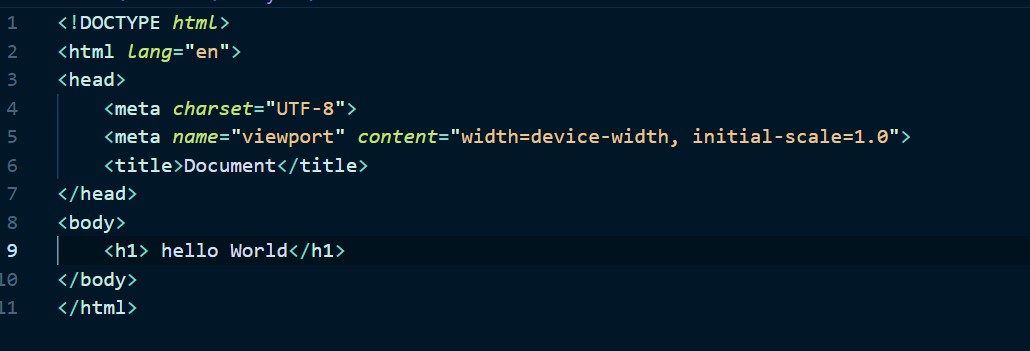 1 <!DOCTYPE html>
2 <html lang="en">
3 <head>
4     <meta charset="UTF-8">
5     <meta name="viewport" content="width=device-width, initial-scale=1.0">
6     <title>Document</title>
7 </head>
8 <body>
9     <h1> hello World</h1>
10 </body>
11 </html>